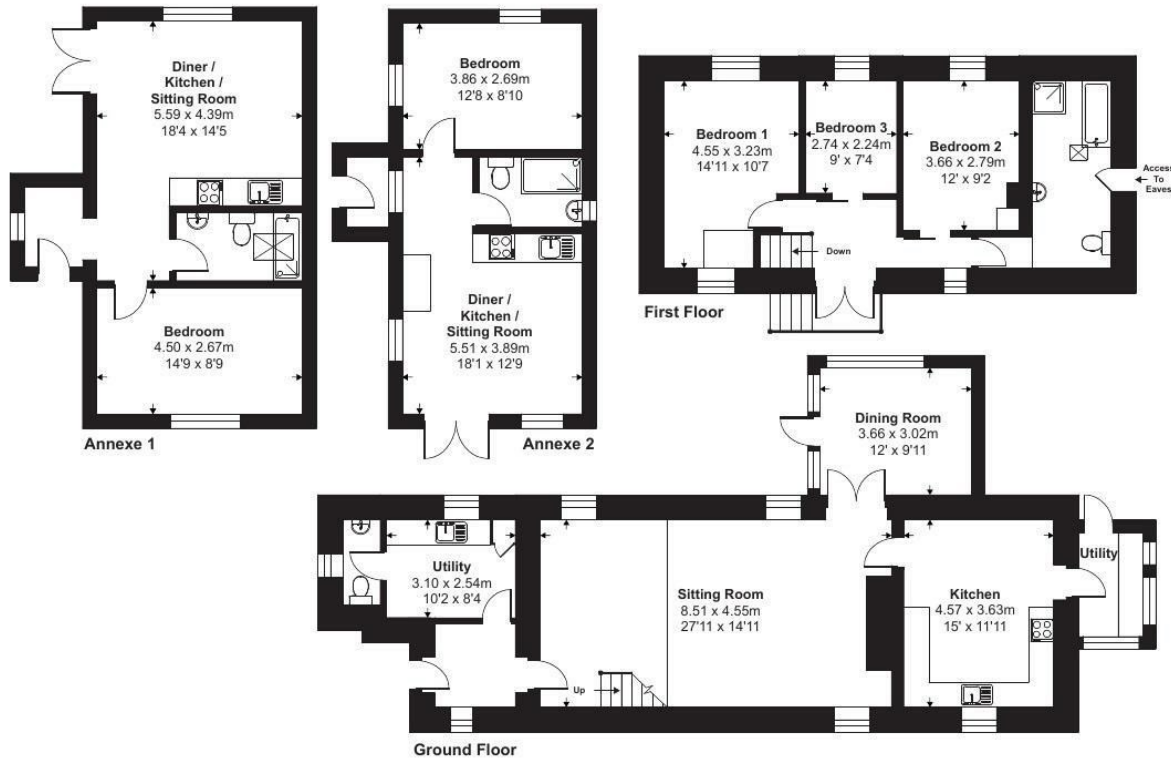 Diner /
Kitchen /
Sitting Room
5.59 x 4.39m
18'4 x 14'5
Bedroom
4.50 x 2.67m
14'9 x 8'9
Annexe 1
Bedroom
3.86 x 2.69m
12'8 x 8'10
Diner /
Kitchen /
Sitting Room
5.51 x 3.89m
18'1 x 12'9
Annexe 2
Bedroom 1
4.55 x 3.23m
14'11 x 10'7
Bedroom 3
2.74 x 2.24m
9' x 7'4
Bedroom 2
3.66 x 2.79m
12' x 9'2
Access
To
Eaves
Down
First Floor
Dining Room
3.66 x 3.02m
12' x 9'11
Utility
3.10 x 2.54m
10'2 x 8'4
Sitting Room
8.51 x 4.55m
27'11 x 14'11
Up
Kitchen
4.57 x 3.63m
15' x 11'11
Utility
Ground Floor